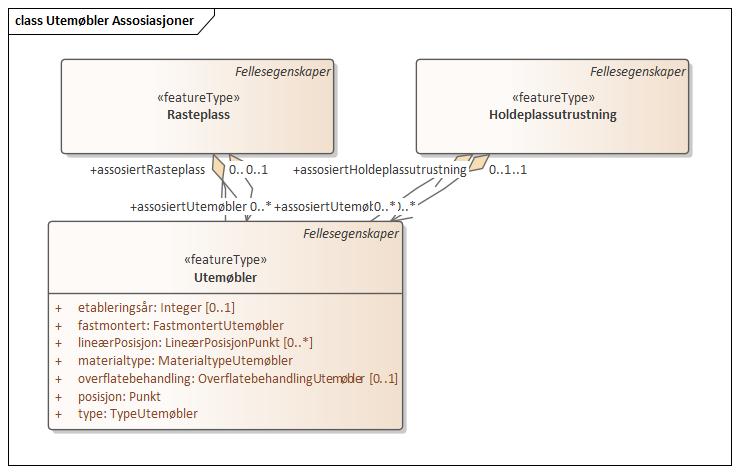 class Utemøbler Assosiasjoner
Fellesegenskaper
«featureType»
Rasteplass
Fellesegenskaper
«featureType»
Holdeplassutrustning
+assosiertRasteplass 0.. 0..1
+assosiertHoldeplassutrustning 0..1..1
+assosiertUtemøbler 0..* +assosiertUtemøt 0..* 0..*
Fellesegenskaper
«featureType»
Utemøbler
+ etableringsår: Integer [0..1]
+ fastmontert: FastmontertUtemøbler
+ lineærPosisjon: LineærPosisjonPunkt [0..*]
+ materialtype: MaterialtypeUtemøbler
+ overflatebehandling: OverflatebehandlingUtemøbler [0..1]
+ posisjon: Punkt
+ type: TypeUtemøbler